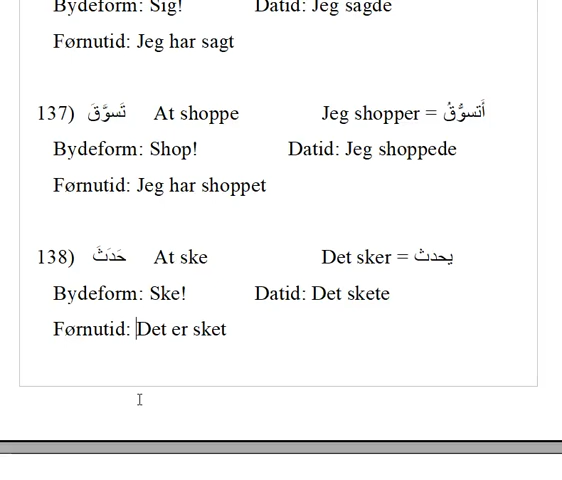 Bydeform: Sig! Datid: Jeg sagde
Førnutid: Jeg har sagt
137) تَسوَّقَ At shoppe Jeg shopper = أَتسوُّقُ
Bydeform: Shop! Datid: Jeg shoppede
Førnutid: Jeg har shoppet
138) حَدَثَ At ske Det sker = يحدث
Bydeform: Ske! Datid: Det skete
Førnutid: Det er sket